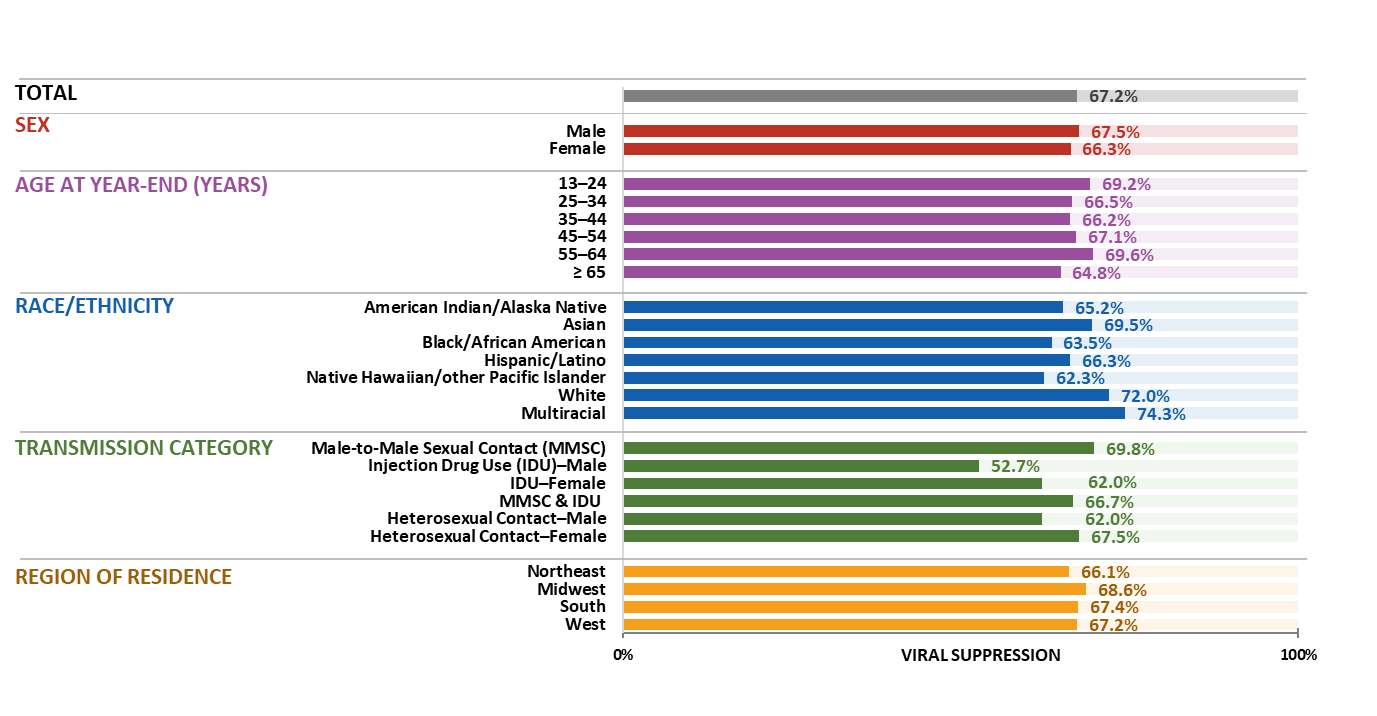 TOTAL 67.2%
SEX
Male 67.5%
Female 66.3%
AGE AT YEAR-END (YEARS)
13–24 69.2%
25–34 66.5%
35–44 66.2%
45–54 67.1%
55–64 69.6%
≥ 65 64.8%
RACE/ETHNICITY
American Indian/Alaska Native 65.2%
Asian 69.5%
Black/African American 63.5%
Hispanic/Latino 66.3%
Native Hawaiian/other Pacific Islander 62.3%
White 72.0%
Multiracial 74.3%
TRANSMISSION CATEGORY
Male-to-Male Sexual Contact (MMSC) 69.8%
Injection Drug Use (IDU)–Male 52.7%
IDU–Female 62.0%
MMSC & IDU 66.7%
Heterosexual Contact–Male 62.0%
Heterosexual Contact–Female 67.5%
REGION OF RESIDENCE
Northeast 66.1%
Midwest 68.6%
South 67.4%
West 67.2%
0% VIRAL SUPPRESSION 100%